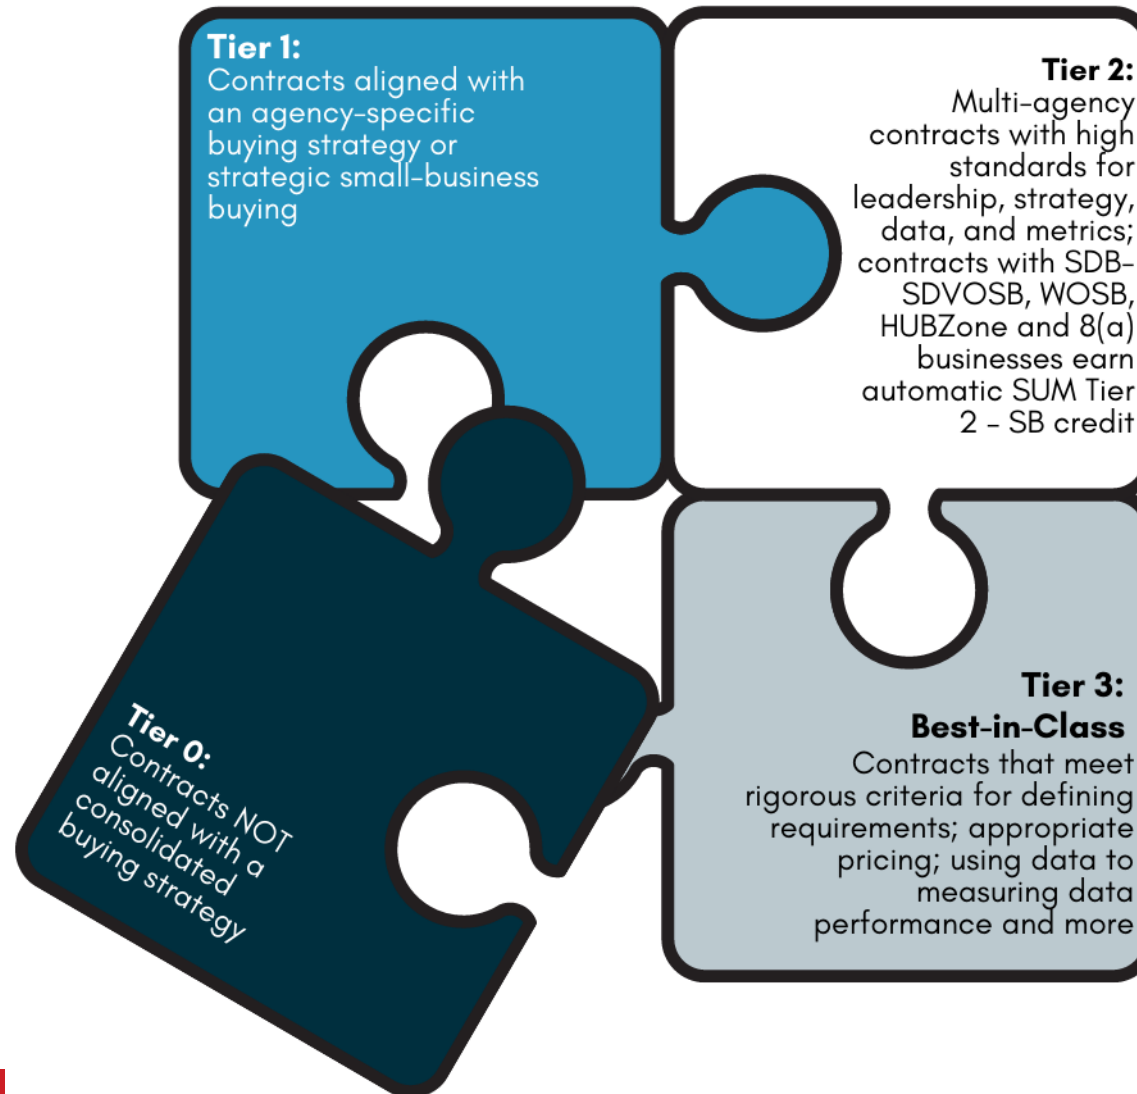 Tier 1:
Contracts aligned with
an agency-specific
buying strategy or
strategic small-business
buying
Tier 2:
Multi-agency
contracts with high
standards for
leadership, strategy,
data, and metrics;
contracts with SDB-
SDVOSB, WOSB,
HUBZone and 8(a)
businesses earn
automatic SUM Tier
2 - SB credit
Tier 0:
Contracts NOT
aligned with a
consolidated
buying strategy
Tier 3:
Best-in-Class
Contracts that meet
rigorous criteria for defining
requirements; appropriate
pricing; using data to
measuring data
performance and more